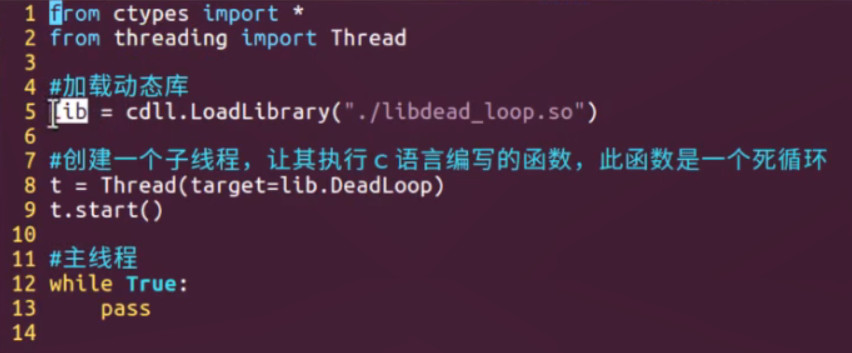 1 from ctypes import *
2 from threading import Thread
3
4 #加载动态库
5 lib = cdll.LoadLibrary("./libdead_loop.so")
6
7 #创建一个子线程，让其执行c语言编写的函数，此函数是一个死循环
8 t = Thread(target=lib.DeadLoop)
9 t.start()
10
11 #主线程
12 while True:
13     pass
14